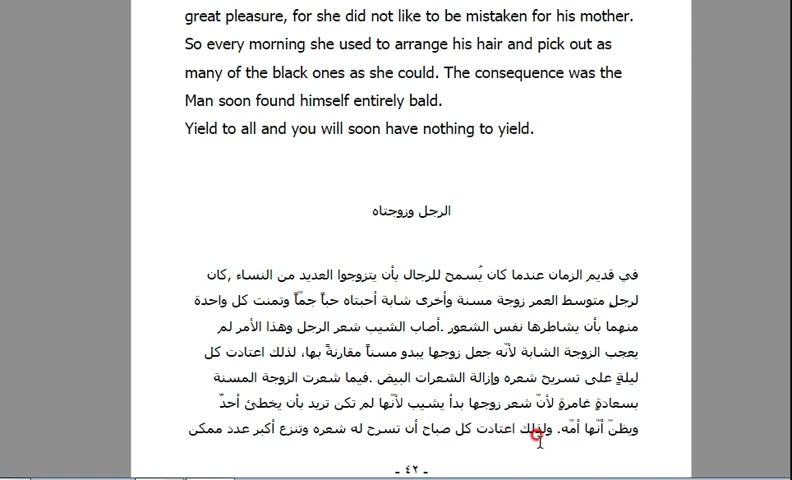 great pleasure, for she did not like to be mistaken for his mother.
So every morning she used to arrange his hair and pick out as
many of the black ones as she could. The consequence was the
Man soon found himself entirely bald.
Yield to all and you will soon have nothing to yield.
الرجل وزوجتاه
في قديم الزمان عندما كان يُسمح للرجال بأن يتزوجوا العديد من النساء ,كان
لرجلٍ متوسط العمر زوجة مسنة وأخرى شابة أحبتاه حباً جمّاً وتمنت كل واحدة
منهما بأن يشاطرها نفس الشعور .أصاب الشيب شعر الرجل وهذا الأمر لم
يعجب الزوجة الشابة لأنّه جعل زوجها يبدو مسناً مقارنةً بها، لذلك اعتادت كل
ليلةٍ على تسريح شعره وإزالة الشعرات البيض .فيما شعرت الزوجة المسنة
بسعادةٍ غامرةٍ لأنّ شعر زوجها بدأ يشيب لأنّها لم تكن تريد بأن يخطئ أحدٌ
ويظنّ أنّها أمّه. ولذلك اعتادت كل صباح أن تسرح له شعره وتنزع أكبر عدد ممكن
- ٤٢ -